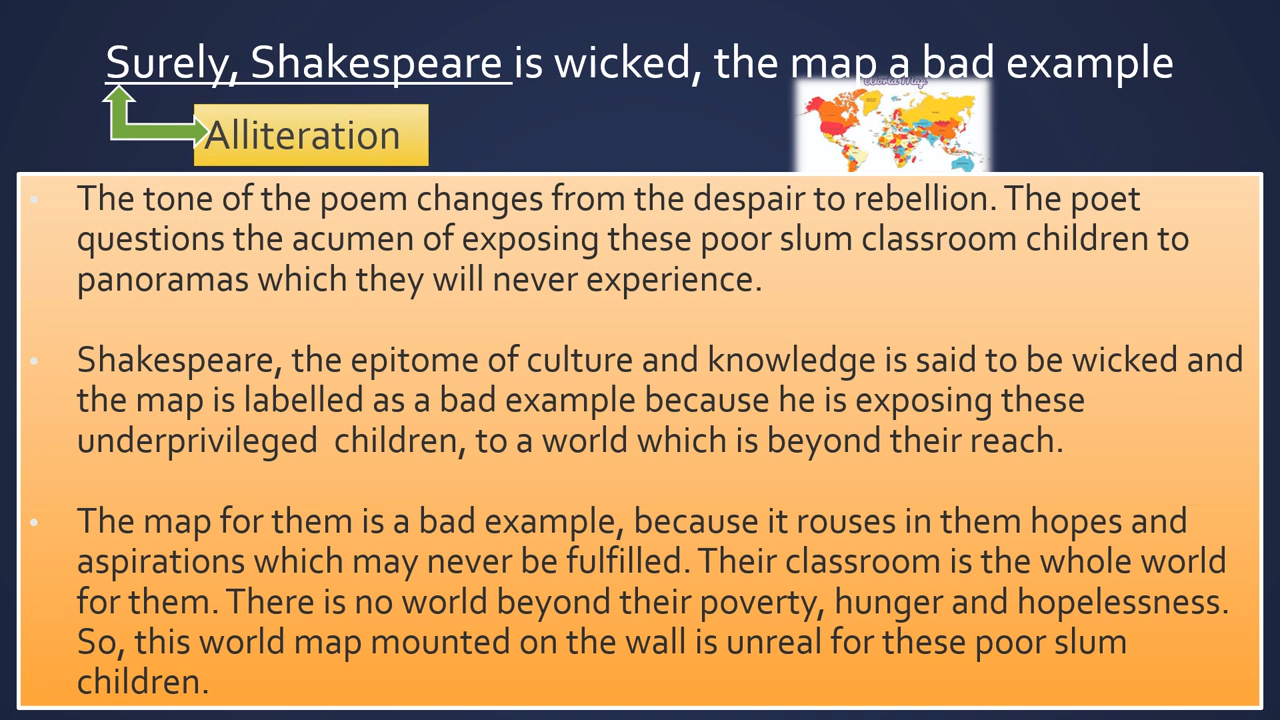 Surely, Shakespeare is wicked, the map a bad example
World Map
Alliteration
• The tone of the poem changes from the despair to rebellion. The poet
questions the acumen of exposing these poor slum classroom children to
panoramas which they will never experience.
• Shakespeare, the epitome of culture and knowledge is said to be wicked and
the map is labelled as a bad example because he is exposing these
underprivileged  children, to a world which is beyond their reach.
• The map for them is a bad example, because it rouses in them hopes and
aspirations which may never be fulfilled. Their classroom is the whole world
for them. There is no world beyond their poverty, hunger and hopelessness.
So, this world map mounted on the wall is unreal for these poor slum
children.